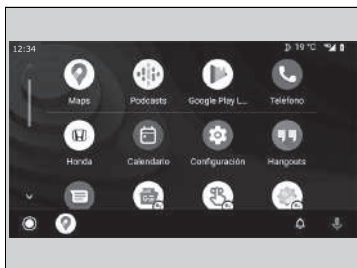 12:34
19 °C
Maps
Podcasts
Google Play L...
Teléfono
Honda
Calendario
Configuración
Hangouts